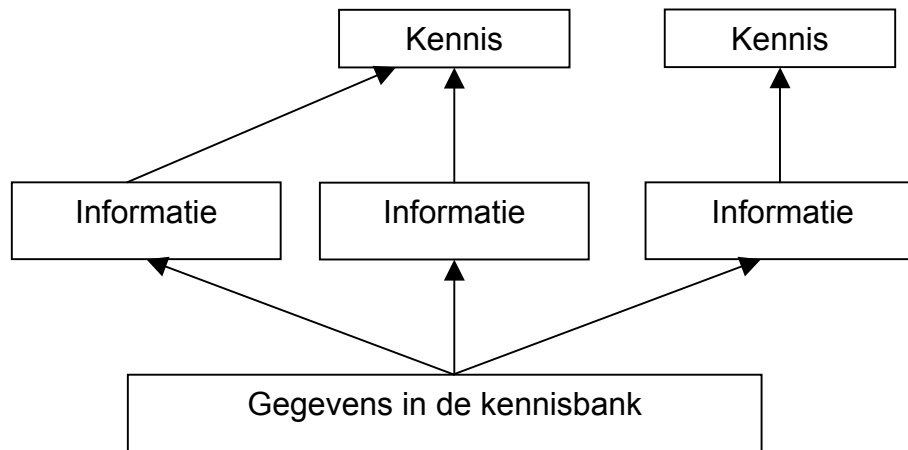 Kennis
Kennis
Informatie
Informatie
Informatie
Gegevens in de kennisbank